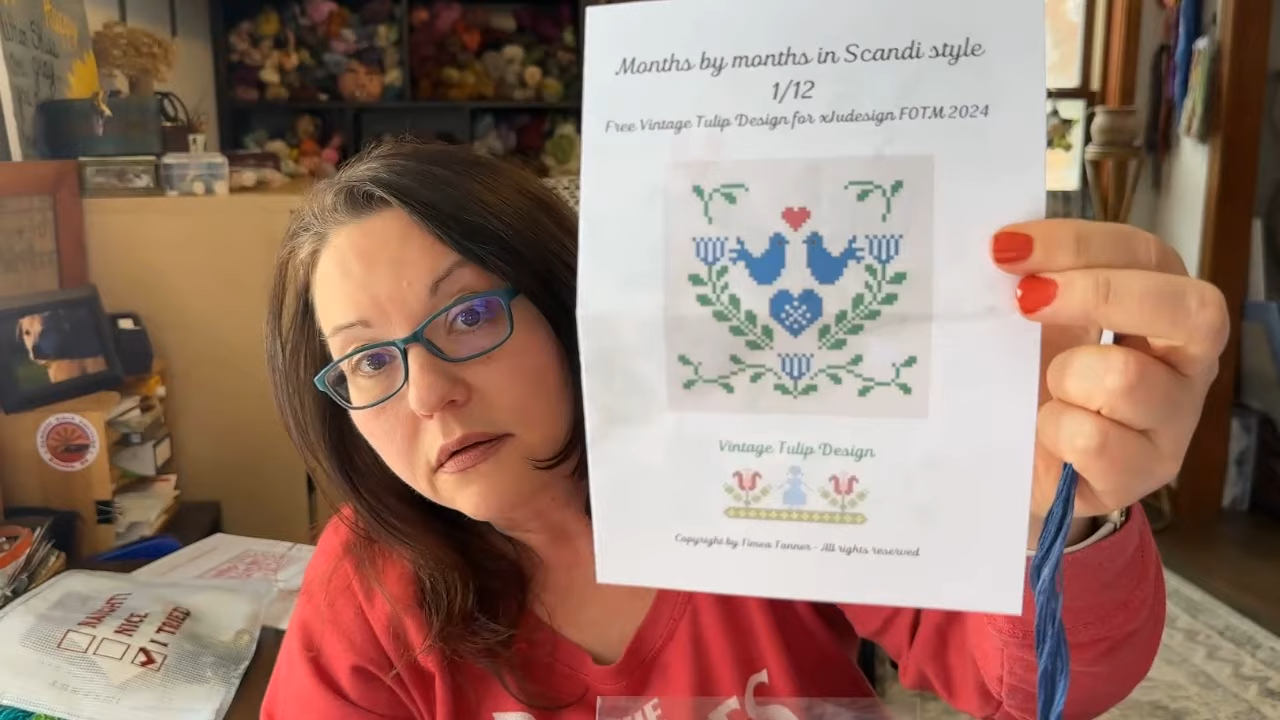 Months by months in Scandi style
1/12
Free Vintage Tulip Design for xJudesign FOTM 2024
Vintage Tulip Design
Copyright by Timea Tanner - All rights reserved
NAUGHTY
NICE
I TRIED
THE